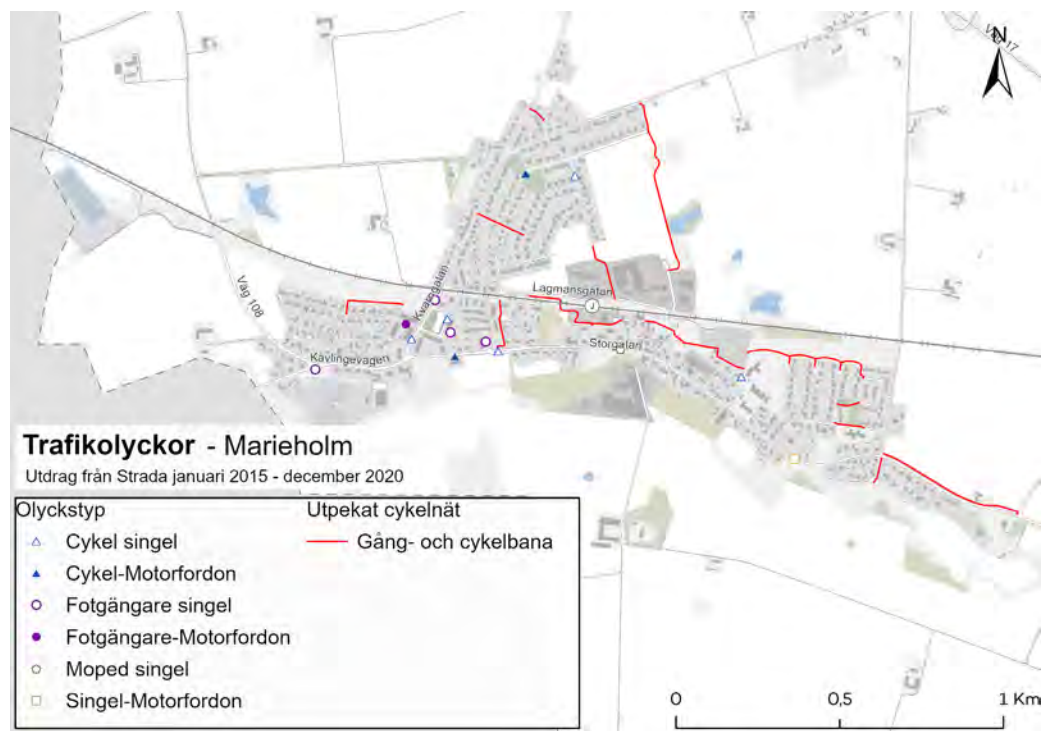 N
Väg 17
Lagmansgatan
Kvarngatan
Väg 108
Storgatan
Kävlingevägen
Trafikolyckor - Marieholm
Utdrag från Strada januari 2015 - december 2020
Olyckstyp
Utpekat cykelnät
Cykel singel
Gång- och cykelbana
Cykel-Motorfordon
Fotgängare singel
Fotgängare-Motorfordon
Moped singel
Singel-Motorfordon
0 0,5 1 Km